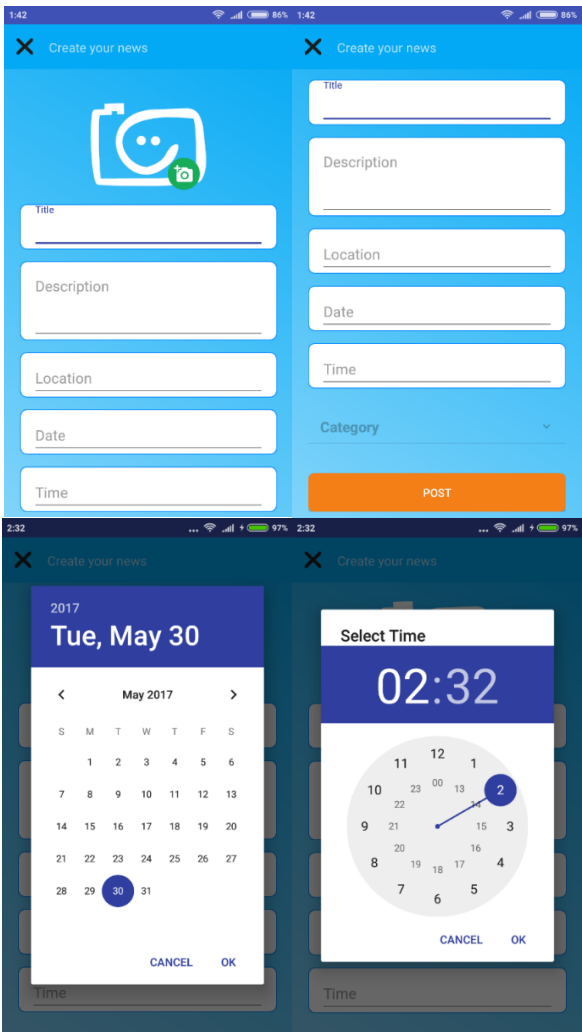 1:42 86%
Create your news
Title
Description
Location
Date
Time
1:42 86%
Create your news
Title
Description
Location
Date
Time
Category
POST
2:32 ... 97%
Create your news
2017
Tue, May 30
< May 2017 >
S M T W T F S
1 2 3 4 5 6
7 8 9 10 11 12 13
14 15 16 17 18 19 20
21 22 23 24 25 26 27
28 29 30 31
CANCEL OK
Time
2:32 ... 97%
Create your news
Select Time
02:32
12
11 1
00
23 13
10 2
22 14
9 21 15 3
20 16
8 19 17 4
18
7 5
6
CANCEL OK
Time